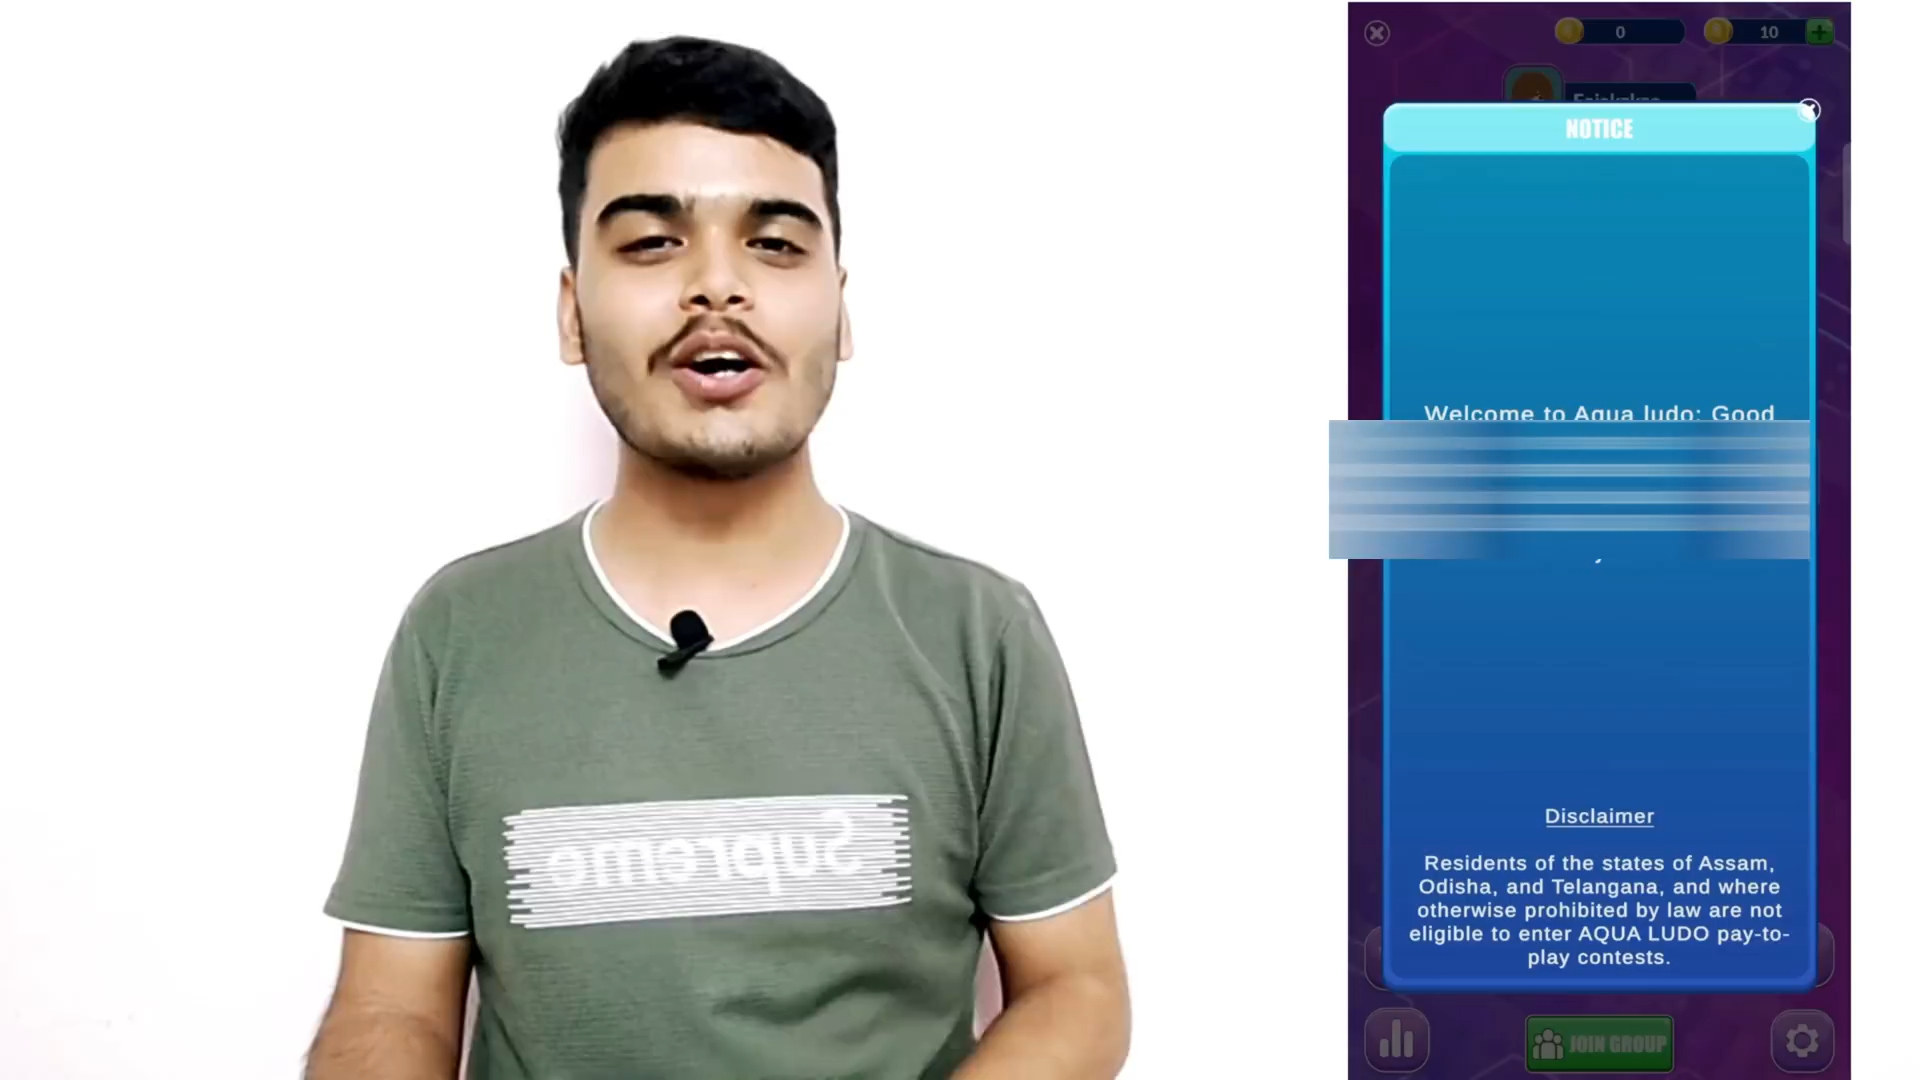 0
10
NOTICE
Welcome to Aqua ludo: Good
Disclaimer
Residents of the states of Assam,
Odisha, and Telangana, and where
otherwise prohibited by law are not
eligible to enter AQUA LUDO pay-to-
play contests.
JOIN GROUP
Supreme